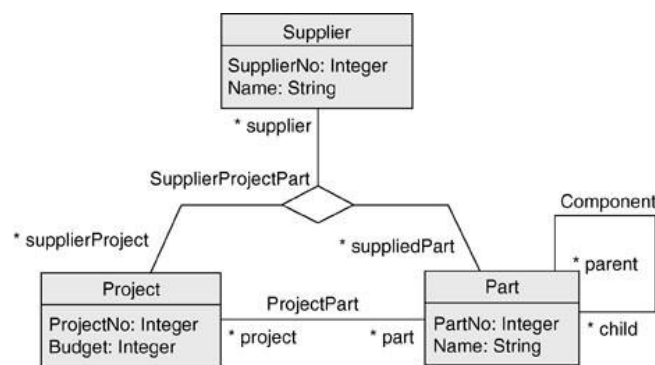 Supplier
SupplierNo: Integer
Name: String
* supplier
SupplierProjectPart
Component
* supplierProject
* suppliedPart
* parent
Project
ProjectPart
Part
ProjectNo: Integer
Budget: Integer
* project
* part
PartNo: Integer
Name: String
* child